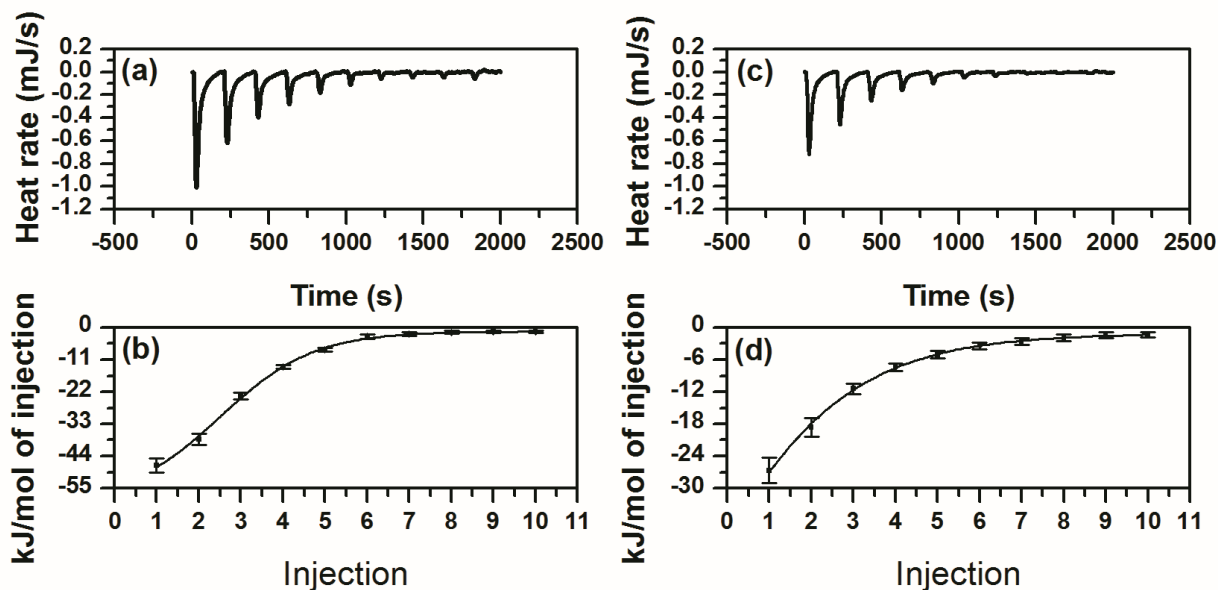 Heat rate (mJ/s)
0.2
0.0
-0.2
-0.4
-0.6
-0.8
-1.0
-1.2
(a)
-500 0 500 1000 1500 2000 2500
Time (s)
Heat rate (mJ/s)
0.2
0.0
-0.2
-0.4
-0.6
-0.8
-1.0
-1.2
(c)
-500 0 500 1000 1500 2000 2500
Time (s)
kJ/mol of injection
0
-11
-22
-33
-44
-55
(b)
0 1 2 3 4 5 6 7 8 9 10 11
Injection
kJ/mol of injection
0
-6
-12
-18
-24
-30
(d)
0 1 2 3 4 5 6 7 8 9 10 11
Injection